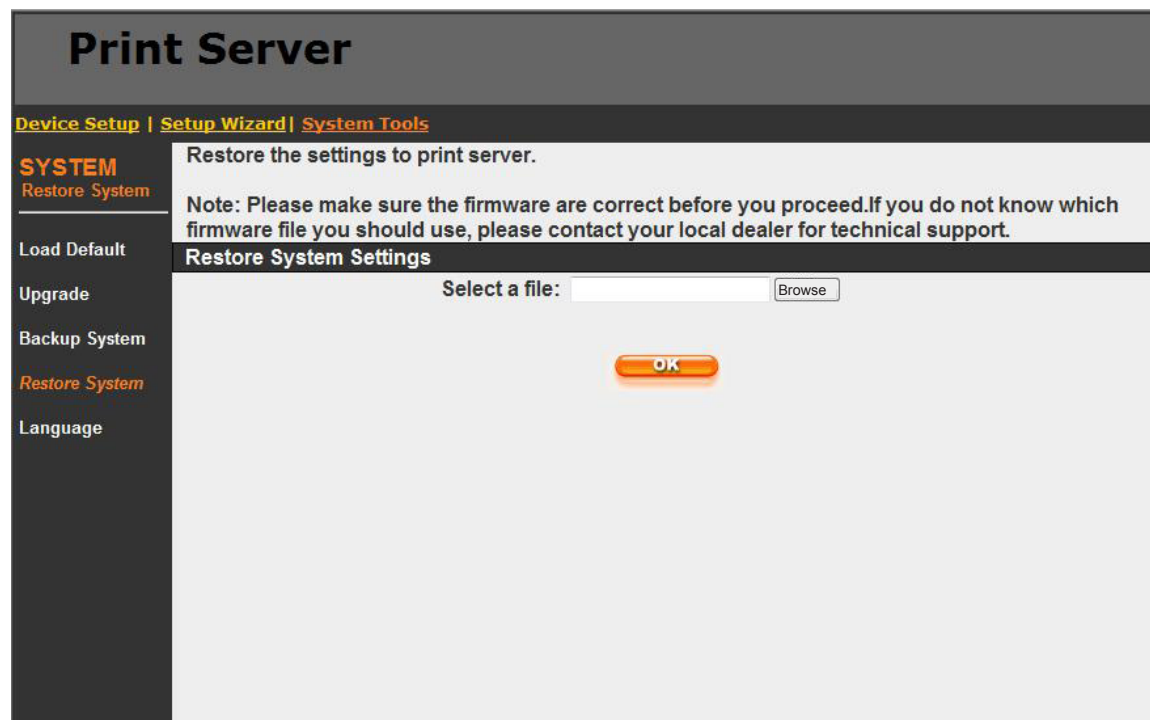 Print Server
Device Setup | Setup Wizard| System Tools
SYSTEM
Restore System
Load Default
Upgrade
Backup System
Restore System
Language
Restore the settings to print server.
Note: Please make sure the firmware are correct before you proceed.If you do not know which
firmware file you should use, please contact your local dealer for technical support.
Restore System Settings
Select a file: Browse
OK